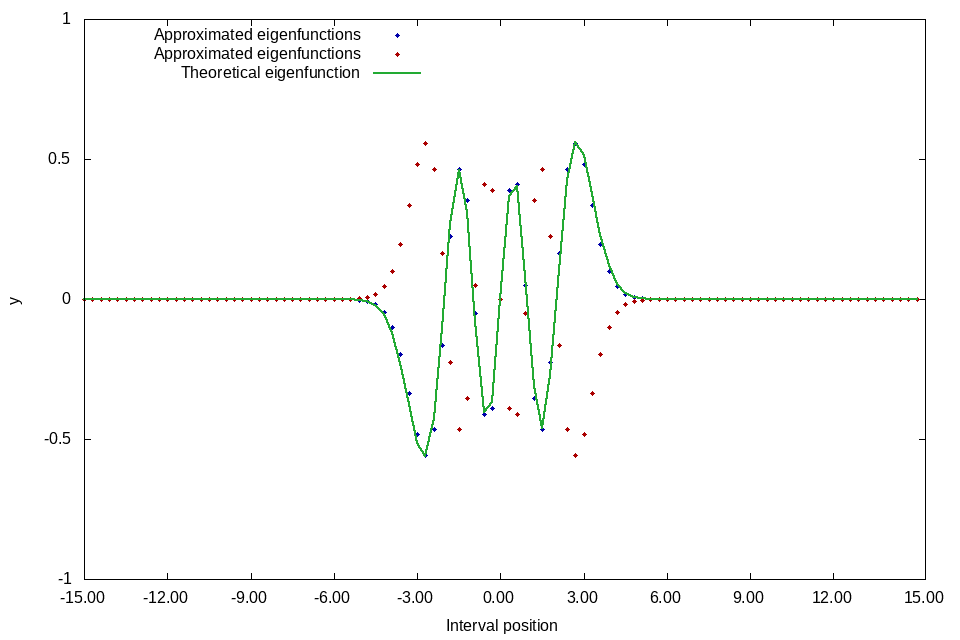 Approximated eigenfunctions
Approximated eigenfunctions
Theoretical eigenfunction
1
0.5
0
-0.5
-1
y
-15.00 -12.00 -9.00 -6.00 -3.00 0.00 3.00 6.00 9.00 12.00 15.00
Interval position